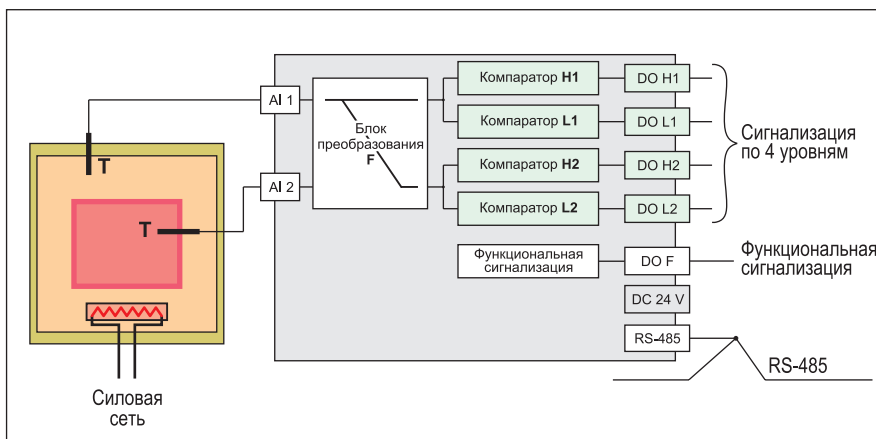 Компаратор H1
DO H1
AI 1
Блок
преобразования
F
Компаратор L1
DO L1
Сигнализация
по 4 уровням
T
Компаратор H2
DO H2
AI 2
Компаратор L2
DO L2
T
Функциональная
сигнализация
DO F
Функциональная
сигнализация
DC 24 V
RS-485
RS-485
Силовая
сеть